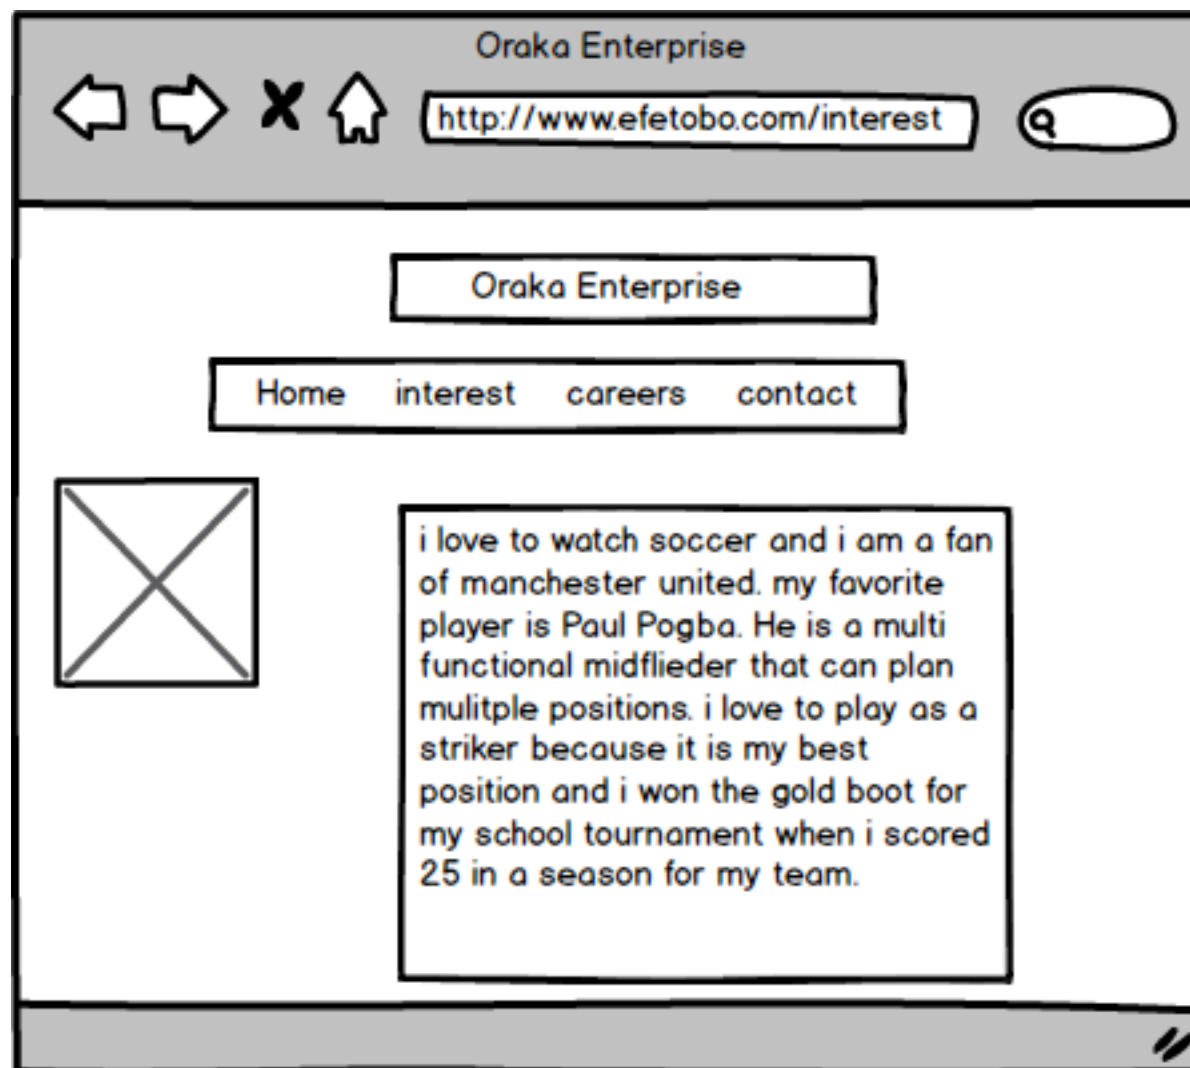 Oraka Enterprise
http://www.efetobo.com/interest
Oraka Enterprise
Home interest careers contact
i love to watch soccer and i am a fan
of manchester united. my favorite
player is Paul Pogba. He is a multi
functional midflieder that can plan
mulitple positions. i love to play as a
striker because it is my best
position and i won the gold boot for
my school tournament when i scored
25 in a season for my team.